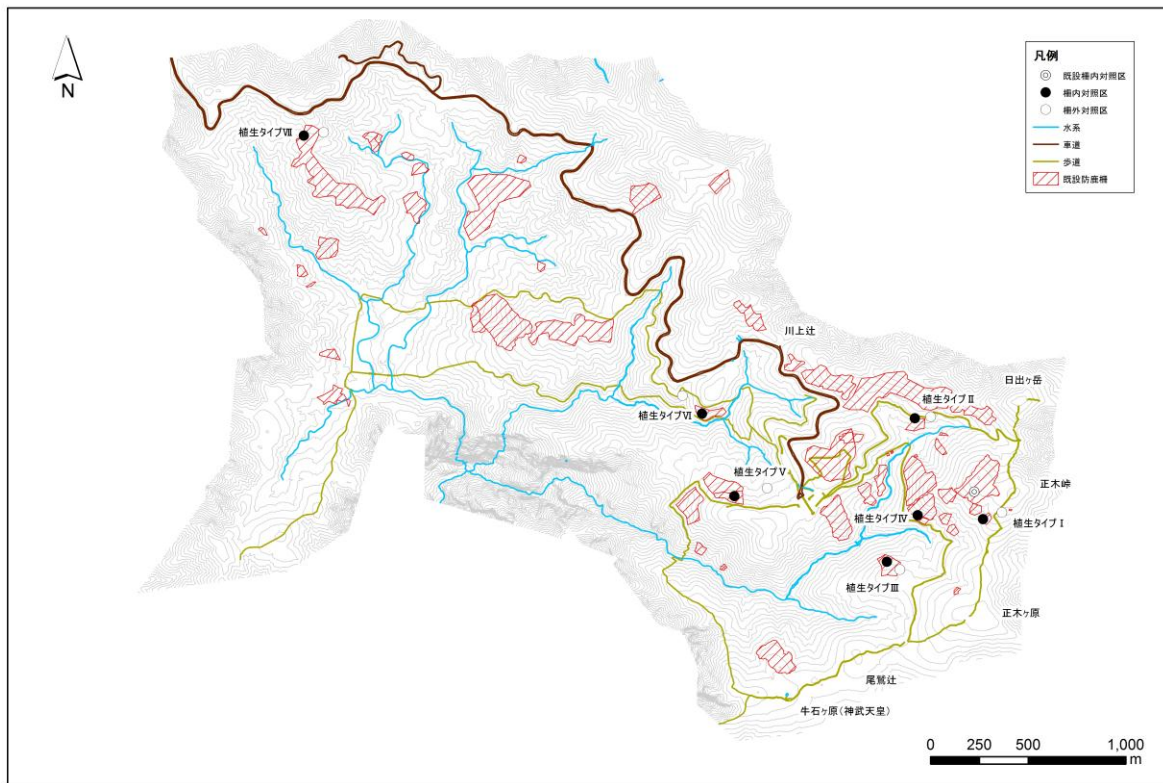 N
凡例
既設柵内対照区
柵内対照区
柵外対照区
水系
車道
歩道
既設防鹿柵
植生タイプⅦ
川上辻
日出ヶ岳
植生タイプⅡ
植生タイプⅥ
植生タイプⅤ
正木峠
植生タイプⅣ
植生タイプⅠ
植生タイプⅢ
正木ヶ原
尾鷲辻
牛石ヶ原(神武天皇)
0 250 500 1,000
m